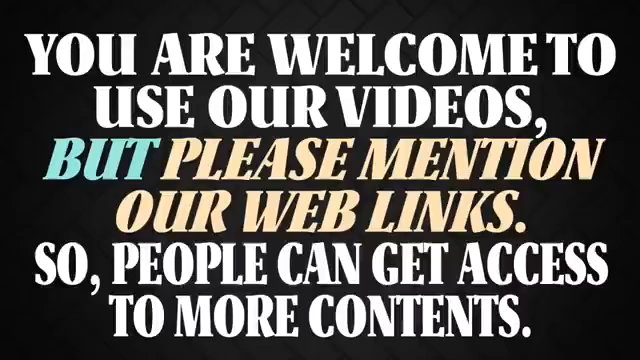 YOU ARE WELCOME TO
USE OUR VIDEOS,
BUT PLEASE MENTION
OUR WEB LINKS.
SO, PEOPLE CAN GET ACCESS
TO MORE CONTENTS.